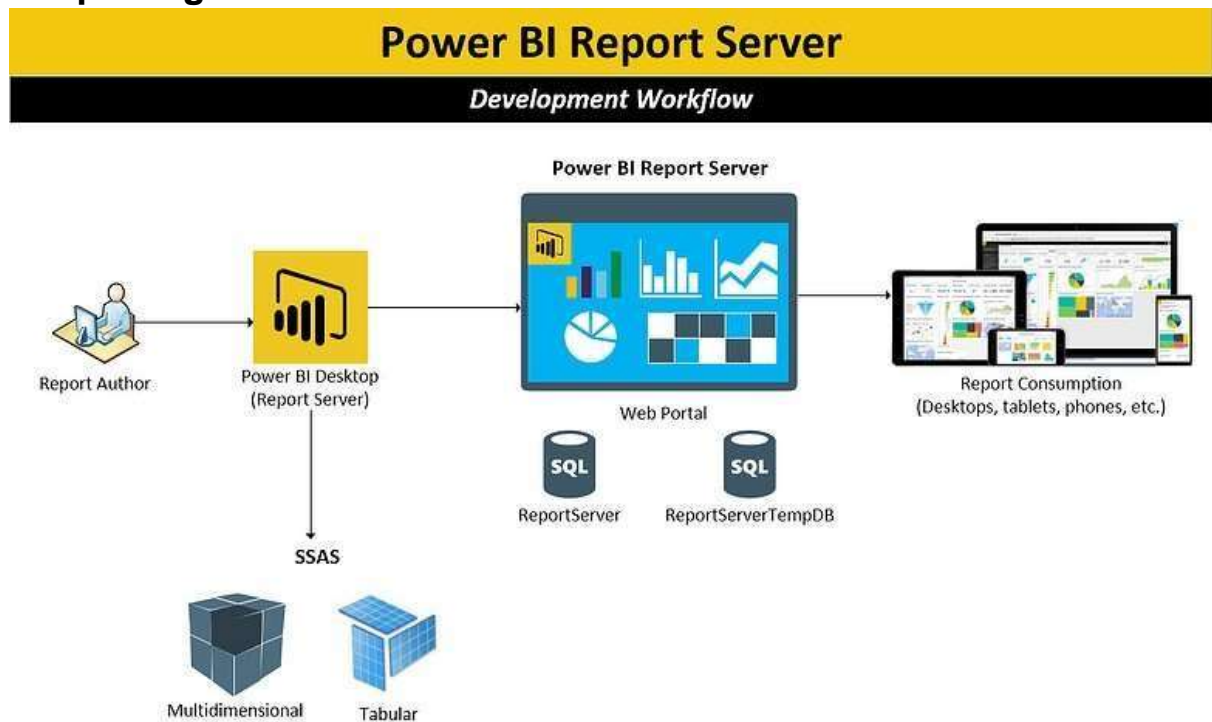 Power BI Report Server
Development Workflow
Power BI Report Server
Report Author
Power BI Desktop
(Report Server)
Web Portal
Report Consumption
(Desktops, tablets, phones, etc.)
SQL
SQL
ReportServer
ReportServerTempDB
SSAS
Multidimensional
Tabular